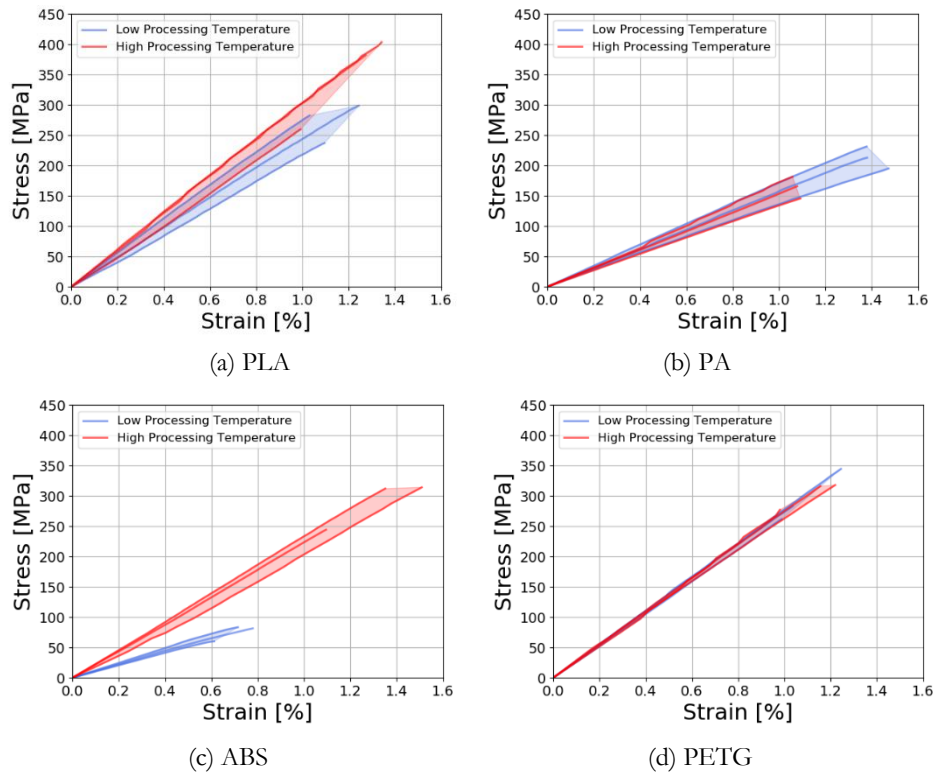 450
400
350
300
250
200
150
100
50
0
Stress [MPa]
Low Processing Temperature
High Processing Temperature
0.0 0.2 0.4 0.6 0.8 1.0 1.2 1.4 1.6
Strain [%]
(a) PLA
450
400
350
300
250
200
150
100
50
0
Stress [MPa]
Low Processing Temperature
High Processing Temperature
0.0 0.2 0.4 0.6 0.8 1.0 1.2 1.4 1.6
Strain [%]
(b) PA
450
400
350
300
250
200
150
100
50
0
Stress [MPa]
Low Processing Temperature
High Processing Temperature
0.0 0.2 0.4 0.6 0.8 1.0 1.2 1.4 1.6
Strain [%]
(c) ABS
450
400
350
300
250
200
150
100
50
0
Stress [MPa]
Low Processing Temperature
High Processing Temperature
0.0 0.2 0.4 0.6 0.8 1.0 1.2 1.4 1.6
Strain [%]
(d) PETG